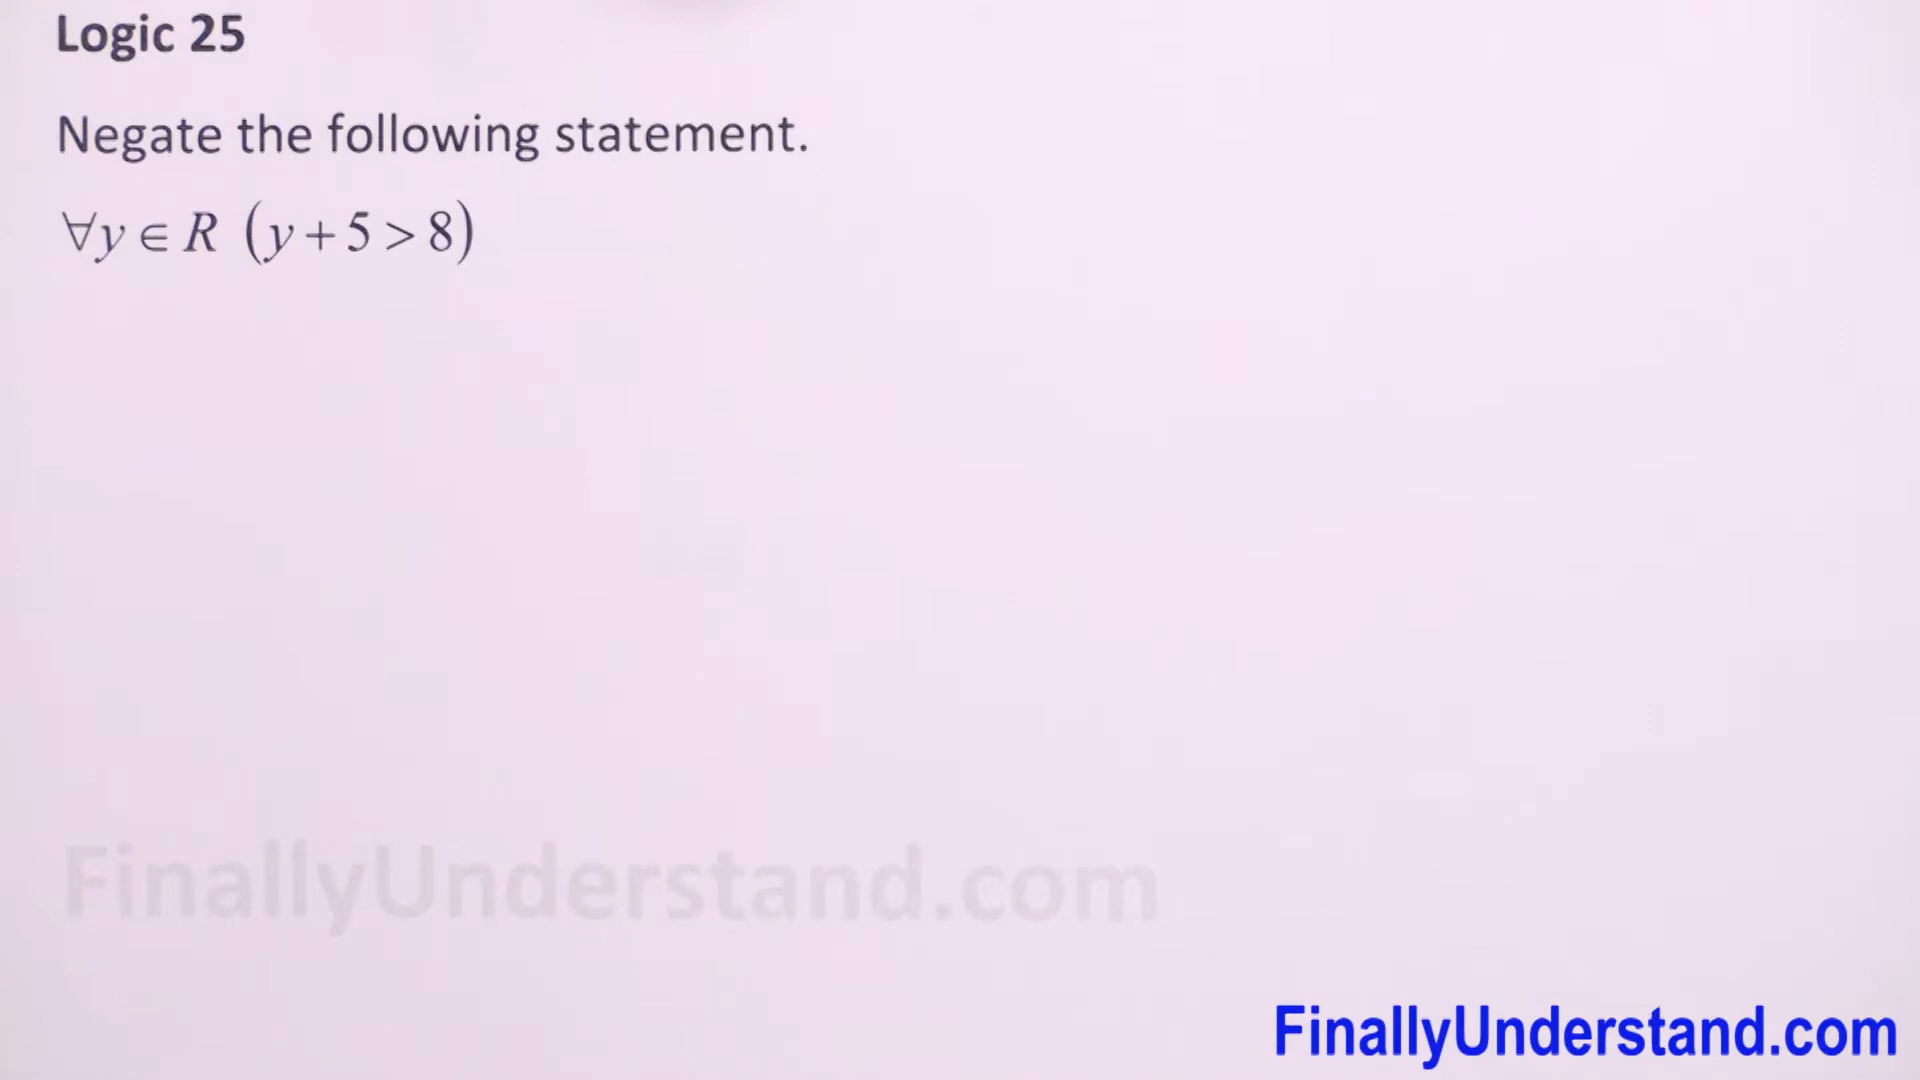 Logic 25
Negate the following statement.
∀y ∈ R (y + 5 > 8)
FinallyUnderstand.com
FinallyUnderstand.com